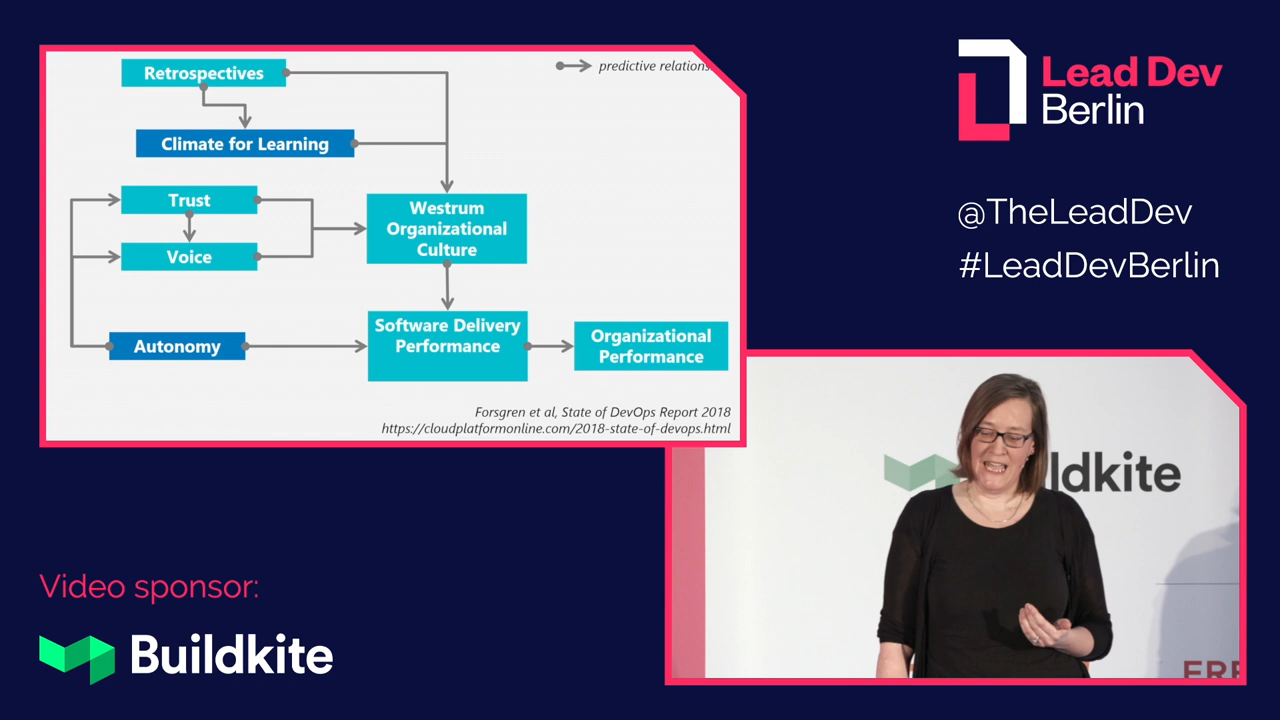 Retrospectives
predictive relations
Climate for Learning
Trust
Voice
Westrum
Organizational
Culture
Autonomy
Software Delivery
Performance
Organizational
Performance
Forsgren et al, State of DevOps Report 2018
https://cloudplatformonline.com/2018-state-of-devops.html
Lead Dev
Berlin
@TheLeadDev
#LeadDevBerlin
ldkite
Video sponsor:
Buildkite